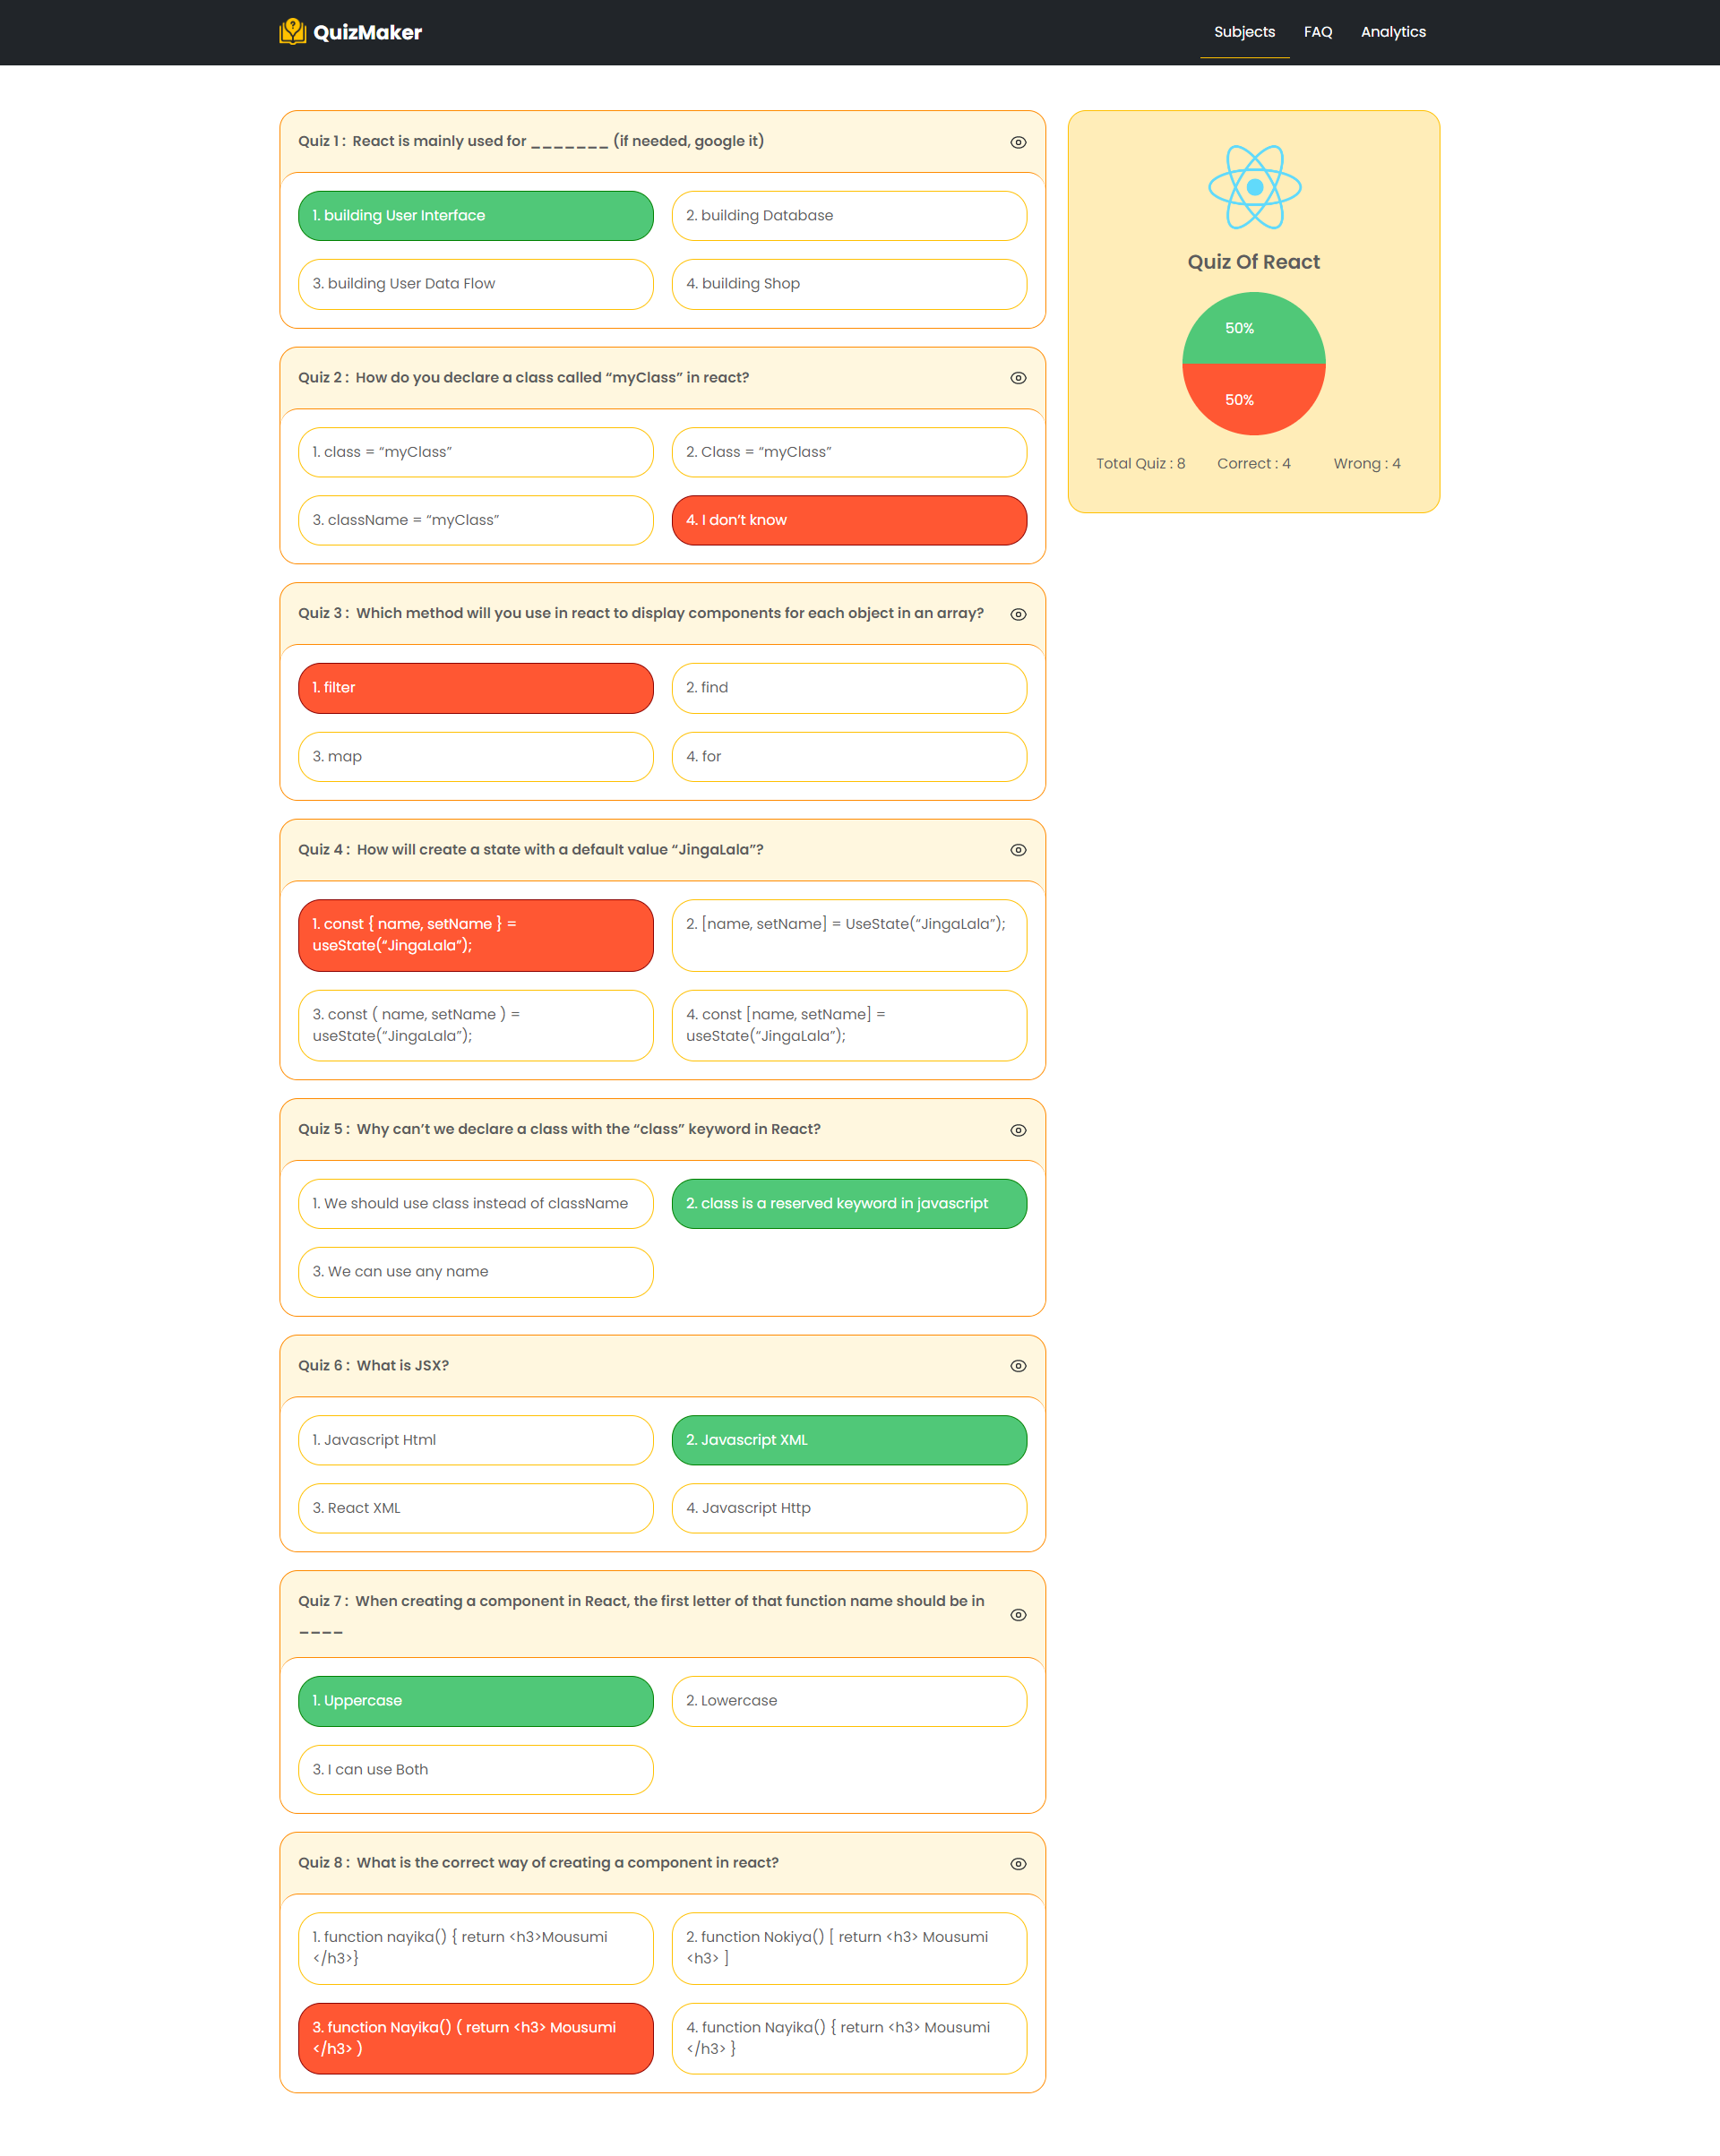 QuizMaker
Subjects FAQ Analytics
Quiz 1 : React is mainly used for _______ (if needed, google it)
1. building User Interface
2. building Database
3. building User Data Flow
4. building Shop
Quiz 2 : How do you declare a class called “myClass” in react?
1. class = “myClass”
2. Class = “myClass”
3. className = “myClass”
4. I don’t know
Quiz 3 : Which method will you use in react to display components for each object in an array?
1. filter
2. find
3. map
4. for
Quiz 4 : How will create a state with a default value “JingaLala”?
1. const { name, setName } =
useState(“JingaLala”);
2. [name, setName] = UseState(“JingaLala”);
3. const ( name, setName ) =
useState(“JingaLala”);
4. const [name, setName] =
useState(“JingaLala”);
Quiz 5 : Why can’t we declare a class with the “class” keyword in React?
1. We should use class instead of className
2. class is a reserved keyword in javascript
3. We can use any name
Quiz 6 : What is JSX?
1. Javascript Html
2. Javascript XML
3. React XML
4. Javascript Http
Quiz 7 : When creating a component in React, the first letter of that function name should be in
____
1. Uppercase
2. Lowercase
3. I can use Both
Quiz 8 : What is the correct way of creating a component in react?
1. function nayika() { return <h3>Mousumi
</h3>}
2. function Nokiya() [ return <h3> Mousumi
<h3> ]
3. function Nayika() ( return <h3> Mousumi
</h3> )
4. function Nayika() { return <h3> Mousumi
</h3> }
Quiz Of React
50%
50%
Total Quiz : 8 Correct : 4 Wrong : 4